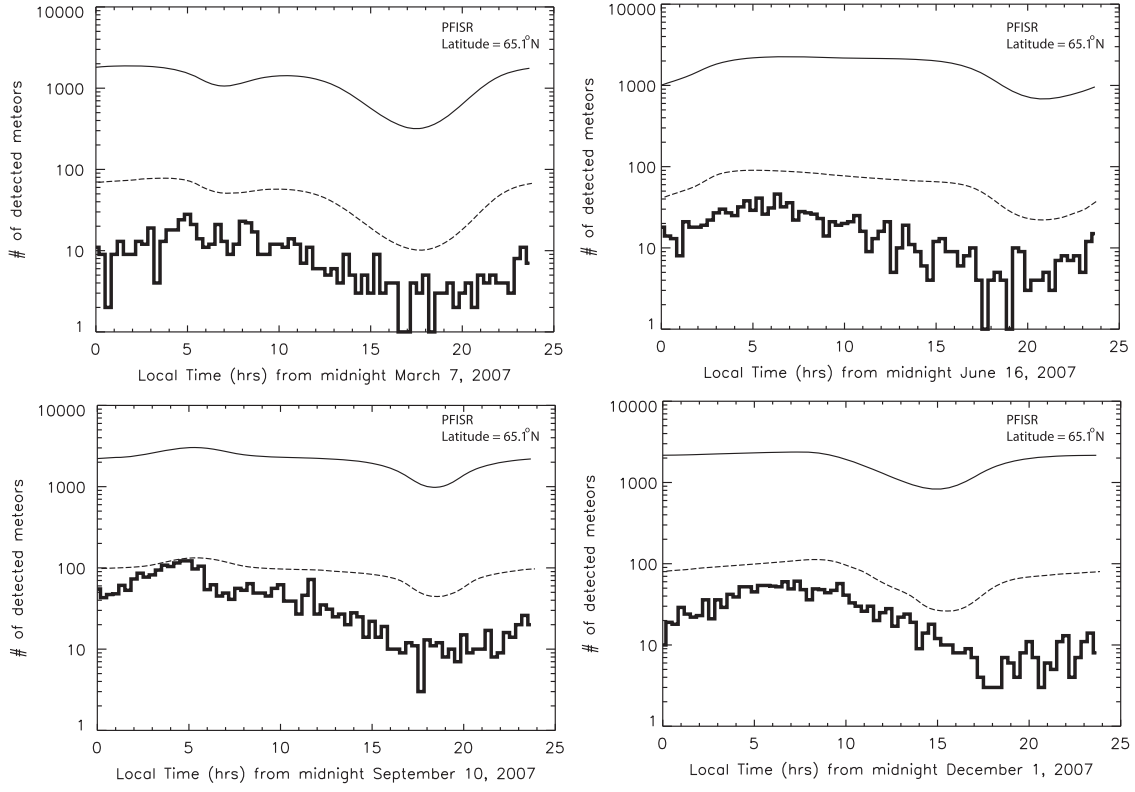 10000
1000
100
10
1
# of detected meteors
PFISR
Latitude = 65.1°N
0 5 10 15 20 25
Local Time (hrs) from midnight March 7, 2007
10000
1000
100
10
1
# of detected meteors
PFISR
Latitude = 65.1°N
0 5 10 15 20 25
Local Time (hrs) from midnight June 16, 2007
10000
1000
100
10
1
# of detected meteors
PFISR
Latitude = 65.1°N
0 5 10 15 20 25
Local Time (hrs) from midnight September 10, 2007
10000
1000
100
10
1
# of detected meteors
PFISR
Latitude = 65.1°N
0 5 10 15 20 25
Local Time (hrs) from midnight December 1, 2007